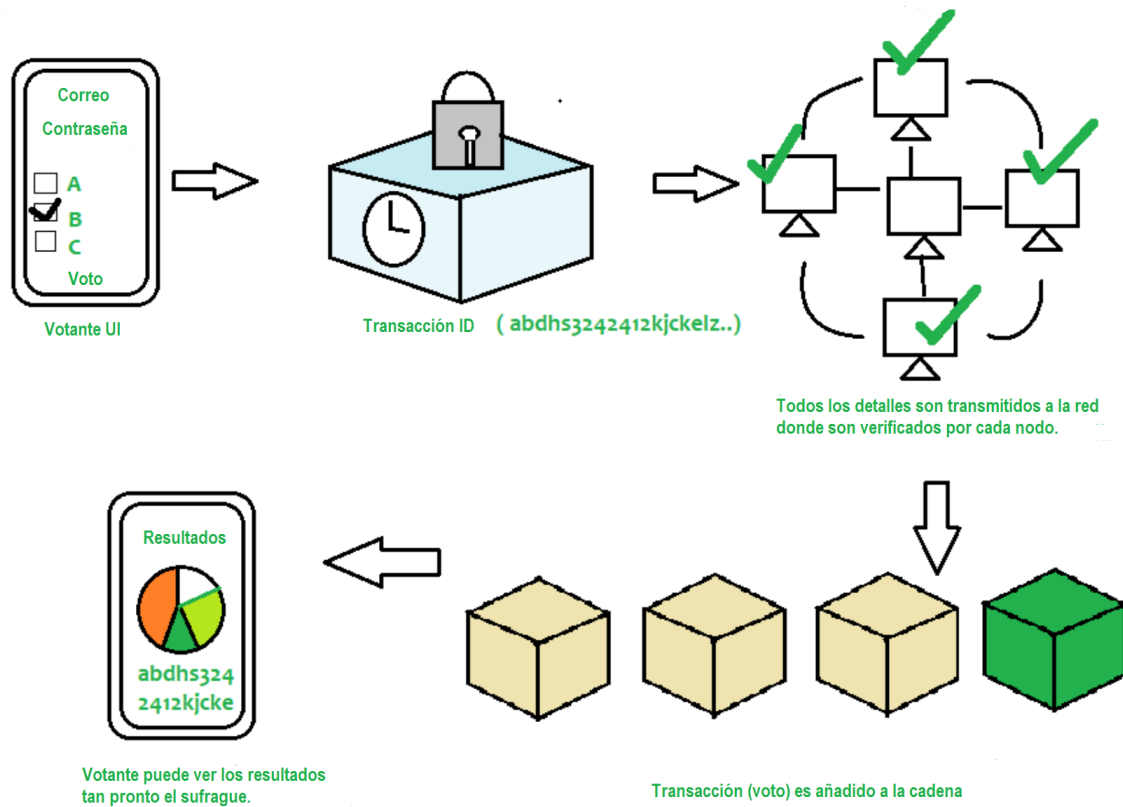 Correo
Contraseña
A
B
C
Voto
Votante UI
Transacción ID ( abdhs3242412kjckelz..)
Todos los detalles son transmitidos a la red
donde son verificados por cada nodo.
Resultados
abdhs324
2412kjcke
Votante puede ver los resultados
tan pronto el sufrague.
Transacción (voto) es añadido a la cadena